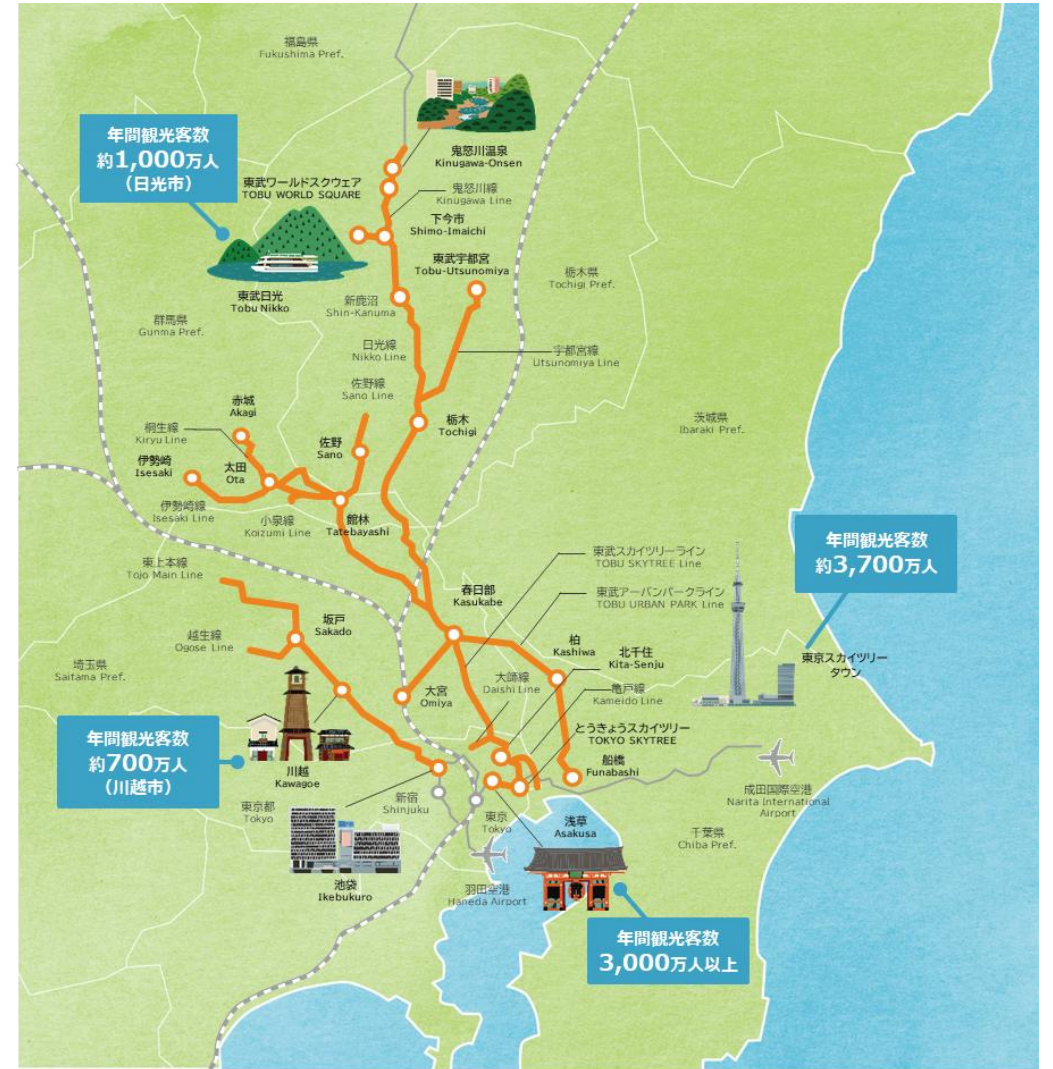 福島県
Fukushima Pref.
年間観光客数
約1,000万人
（日光市）
鬼怒川温泉
Kinugawa-Onsen
東武ワールドスクウェア
TOBU WORLD SQUARE
鬼怒川線
Kinugawa Line
下今市
Shimo-Imaichi
東武宇都宮
Tobu-Utsunomiya
栃木県
Tochigi Pref.
東武日光
Tobu Nikko
新鹿沼
Shin-Kanuma
群馬県
Gunma Pref.
日光線
Nikko Line
宇都宮線
Utsunomiya Line
佐野線
Sano Line
赤城
Akagi
栃木
Tochigi
茨城県
Ibaraki Pref.
桐生線
Kiryu Line
佐野
Sano
伊勢崎
Isesaki
太田
Ota
伊勢崎線
Isesaki Line
小泉線
Koizumi Line
館林
Tatebayashi
東上本線
Tojo Main Line
東武スカイツリーライン
TOBU SKYTREE Line
年間観光客数
約3,700万人
春日部
Kasukabe
東武アーバンパークライン
TOBU URBAN PARK Line
坂戸
Sakado
越生線
Ogose Line
柏
Kashiwa
北千住
Kita-Senju
東京スカイツリー
タウン
埼玉県
Saitama Pref.
大宮
Omiya
大師線
Daishi Line
亀戸線
Kameido Line
とうきょうスカイツリー
TOKYO SKYTREE
年間観光客数
約700万人
（川越市）
川越
Kawagoe
船橋
Funabashi
成田国際空港
Narita International
Airport
東京都
Tokyo
新宿
Shinjuku
東京
Tokyo
浅草
Asakusa
千葉県
Chiba Pref.
池袋
Ikebukuro
羽田空港
Haneda Airport
年間観光客数
3,000万人以上